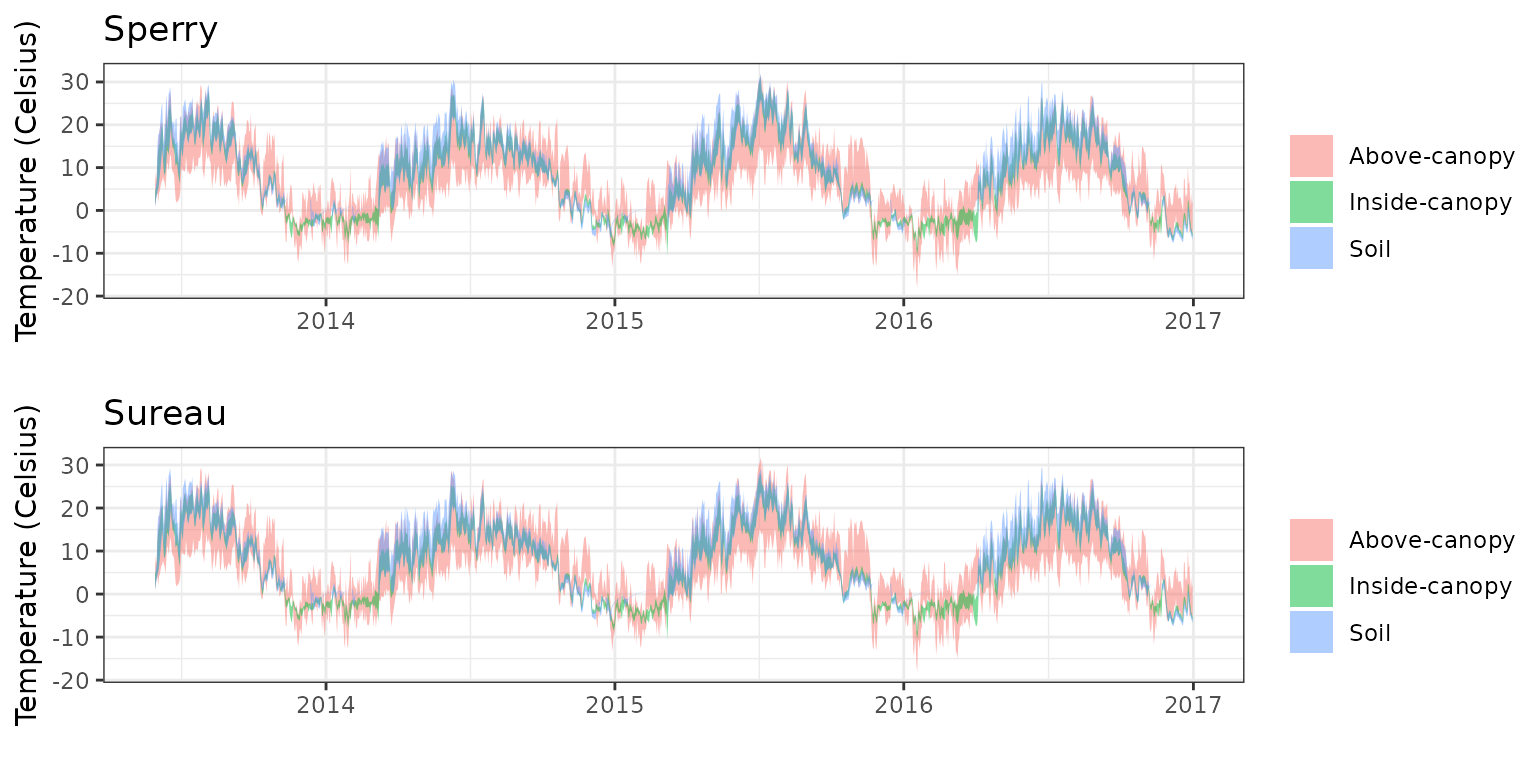 Sperry
Temperature (Celsius)
30
20
10
0
-10
-20
2014
2015
2016
2017
Above-canopy
Inside-canopy
Soil
Sureau
Temperature (Celsius)
30
20
10
0
-10
-20
2014
2015
2016
2017
Above-canopy
Inside-canopy
Soil